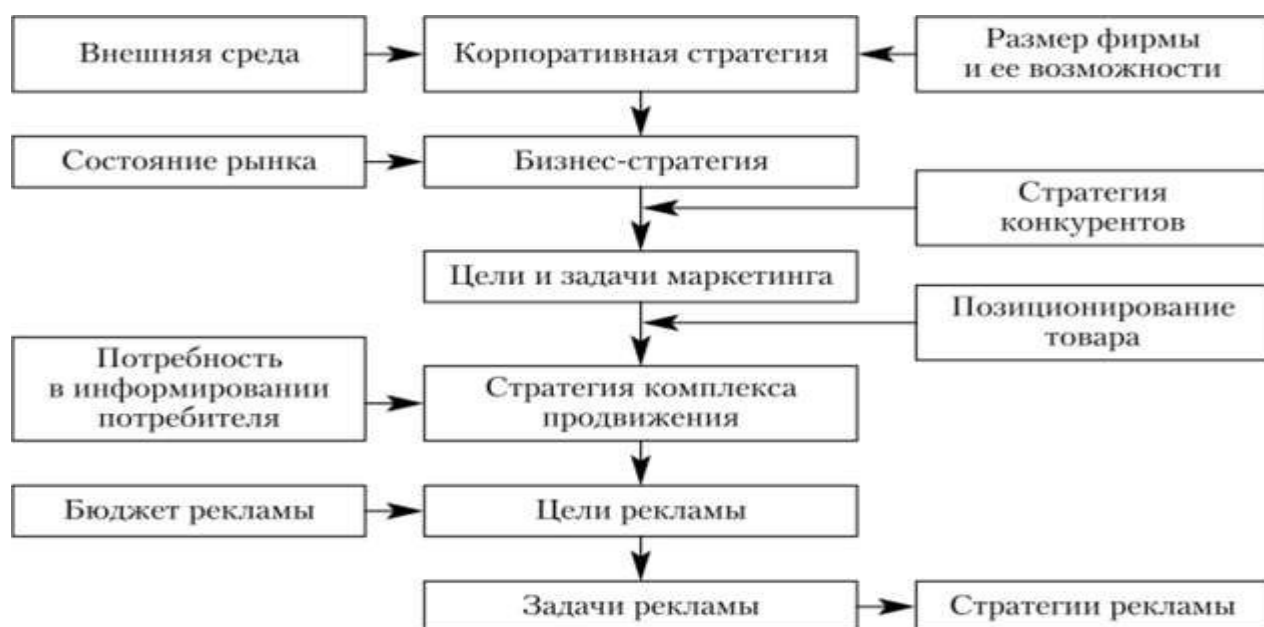 Внешняя среда
Корпоративная стратегия
Размер фирмы
и ее возможности
Состояние рынка
Бизнес-стратегия
Стратегия
конкурентов
Цели и задачи маркетинга
Позиционирование
товара
Потребность
в информировании
потребителя
Стратегия комплекса
продвижения
Бюджет рекламы
Цели рекламы
Задачи рекламы
Стратегии рекламы